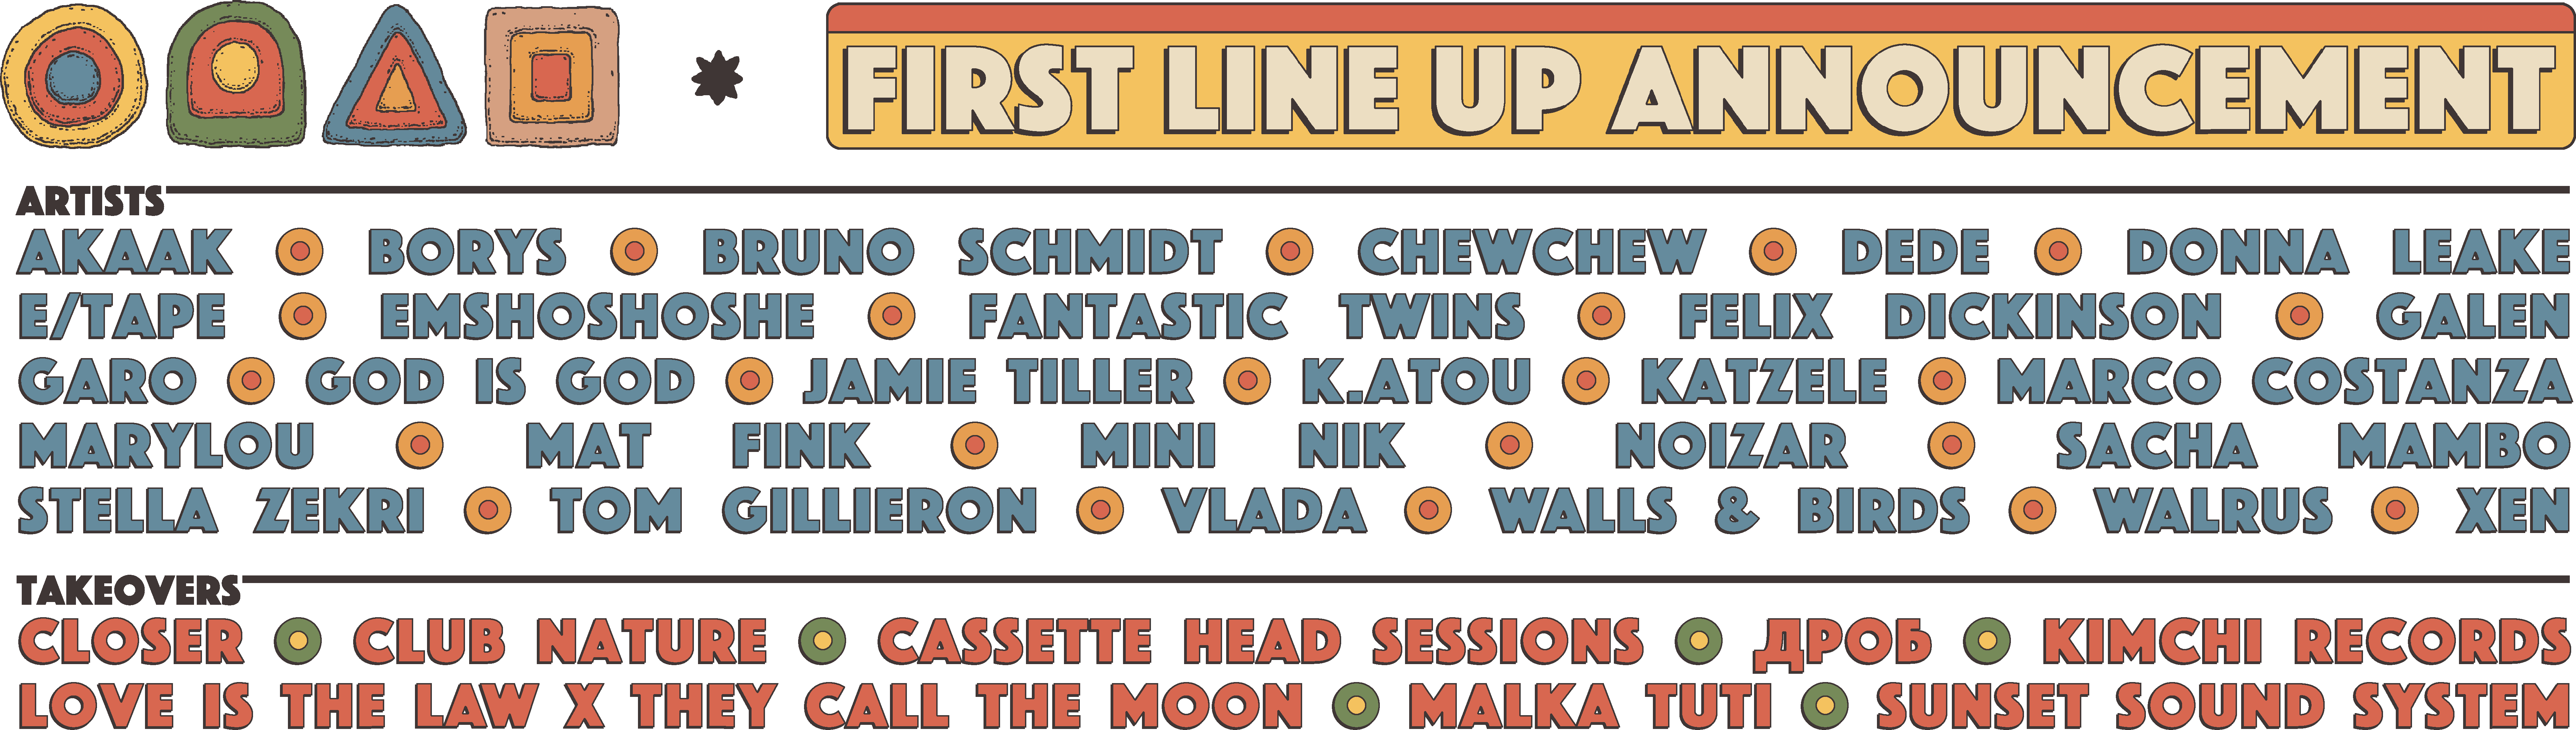 FIRST LINE UP ANNOUNCEMENT
ARTISTS
AKAAK BORYS BRUNO SCHMIDT CHEWCHEW DEDE DONNA LEAKE
E/TAPE EMSHOSHOSHE FANTASTIC TWINS FELIX DICKINSON GALEN
GARO GOD IS GOD JAMIE TILLER K.ATOU KATZELE MARCO COSTANZA
MARYLOU MAT FINK MINI NIK NOIZAR SACHA MAMBO
STELLA ZEKRI TOM GILLIERON VLADA WALLS & BIRDS WALRUS XEN
TAKEOVERS
CLOSER CLUB NATURE CASSETTE HEAD SESSIONS ДРОБ KIMCHI RECORDS
LOVE IS THE LAW X THEY CALL THE MOON MALKA TUTI SUNSET SOUND SYSTEM